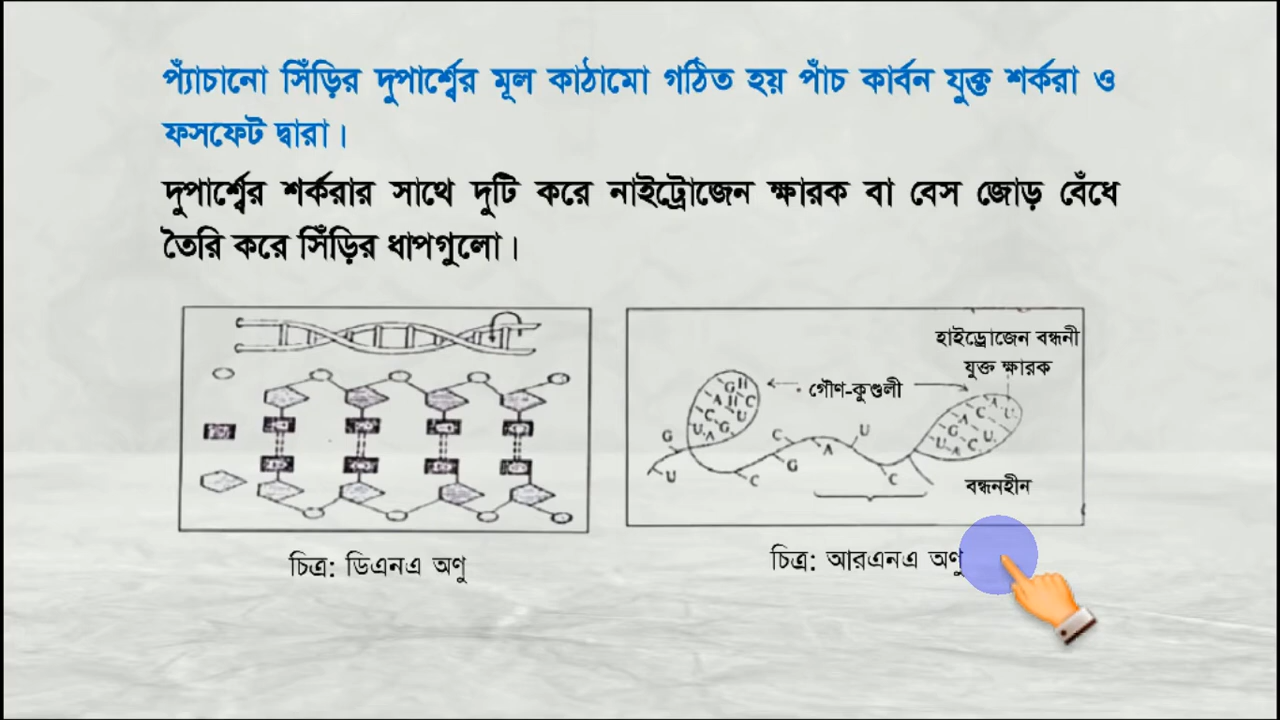 প্যাঁচানো সিঁড়ির দুপার্শ্বের মূল কাঠামো গঠিত হয় পাঁচ কার্বন যুক্ত শর্করা ও
ফসফেট দ্বারা।
দুপার্শ্বের শর্করার সাথে দুটি করে নাইট্রোজেন ক্ষারক বা বেস জোড় বেঁধে
তৈরি করে সিঁড়ির ধাপগুলো।
হাইড্রোজেন বন্ধনী
যুক্ত ক্ষারক
গৌণ-কুণ্ডলী
G H
A H C
C U
U A G
A C A U
G
U A C U
G
U
C
C
G
A
U
C
বন্ধনহীন
চিত্র: ডিএনএ অণু
চিত্র: আরএনএ অণু